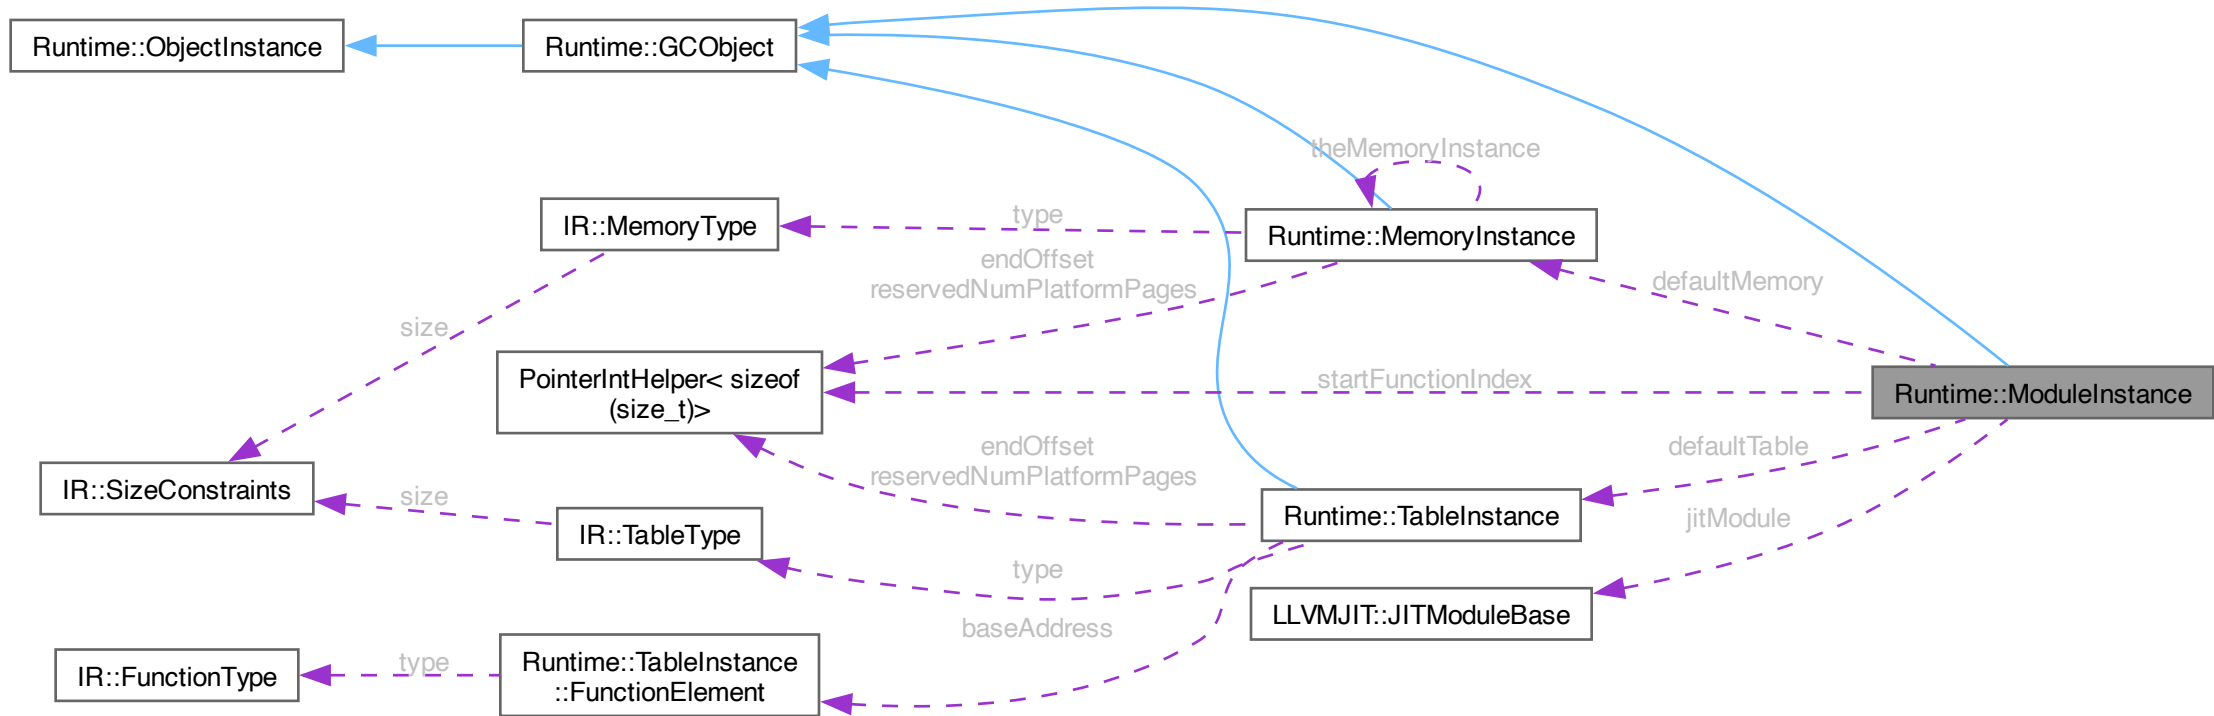 Runtime::ObjectInstance
Runtime::GCObject
theMemoryInstance
IR::MemoryType
type
Runtime::MemoryInstance
endOffset
reservedNumPlatformPages
defaultMemory
size
PointerIntHelper< sizeof
(size_t)>
startFunctionIndex
Runtime::ModuleInstance
endOffset
reservedNumPlatformPages
defaultTable
IR::SizeConstraints
size
IR::TableType
Runtime::TableInstance
jitModule
type
LLVMJIT::JITModuleBase
baseAddress
IR::FunctionType
type
Runtime::TableInstance
::FunctionElement